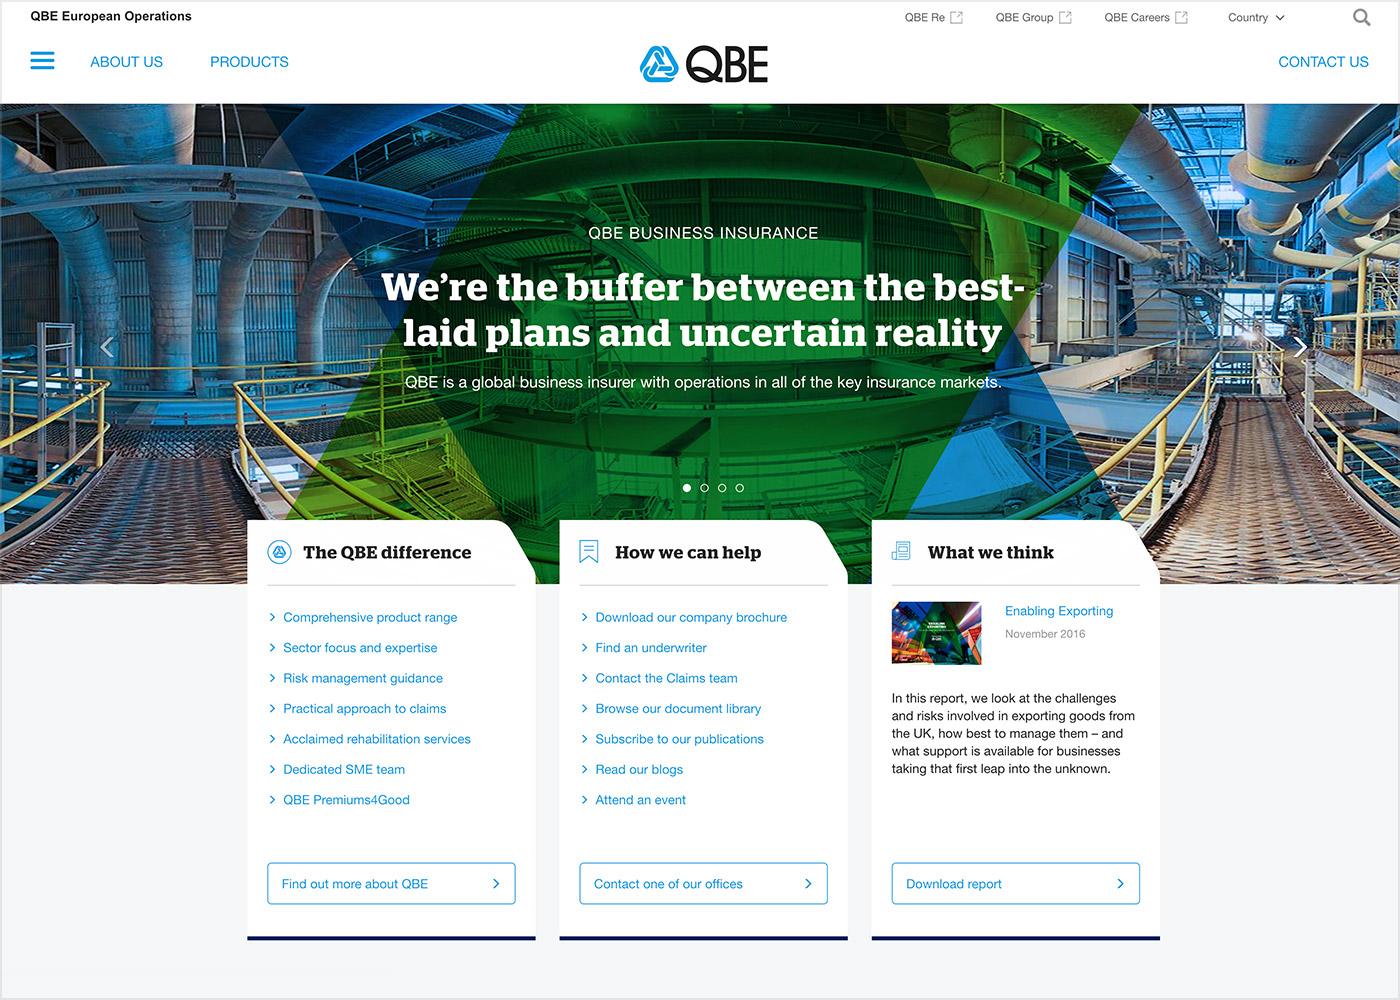 QBE European Operations
QBE Re
QBE Group
QBE Careers
Country
ABOUT US
PRODUCTS
QBE
CONTACT US
QBE BUSINESS INSURANCE
We’re the buffer between the best-
laid plans and uncertain reality
QBE is a global business insurer with operations in all of the key insurance markets.
The QBE difference
Comprehensive product range
Sector focus and expertise
Risk management guidance
Practical approach to claims
Acclaimed rehabilitation services
Dedicated SME team
QBE Premiums4Good
Find out more about QBE
How we can help
Download our company brochure
Find an underwriter
Contact the Claims team
Browse our document library
Subscribe to our publications
Read our blogs
Attend an event
Contact one of our offices
What we think
Enabling Exporting
November 2016
In this report, we look at the challenges
and risks involved in exporting goods from
the UK, how best to manage them – and
what support is available for businesses
taking that first leap into the unknown.
Download report